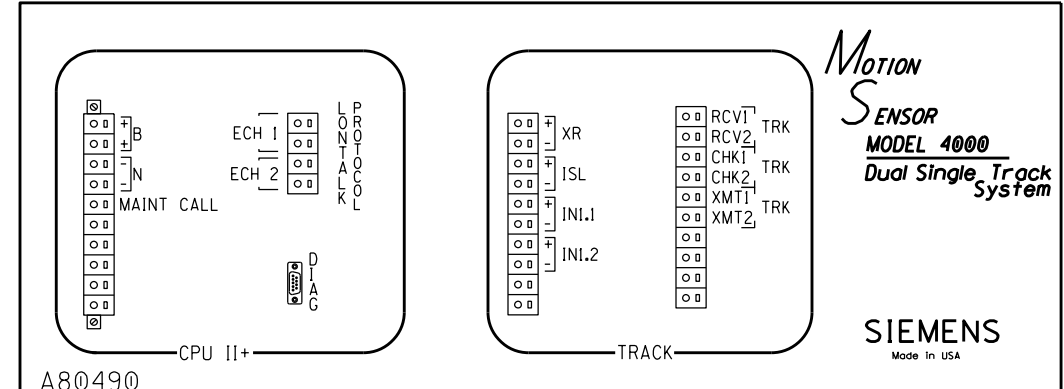 MOTION
SENSOR
MODEL 4000
Dual Single Track
System
SIEMENS
Made in USA
+
+
B
-
-
N
MAINT CALL
ECH 1
ECH 2
LONTALK
PROTOCOL
DIAG
CPU II+
+
-
XR
+
-
ISL
+
-
IN1.1
+
-
IN1.2
RCV1
RCV2
TRK
CHK1
CHK2
TRK
XMT1
XMT2
TRK
TRACK
A80490